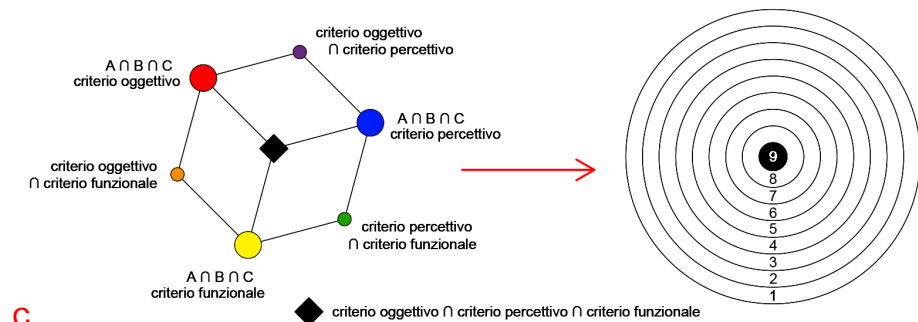 criterio oggettivo
∩ criterio percettivo
A ∩ B ∩ C
criterio oggettivo
A ∩ B ∩ C
criterio percettivo
criterio oggettivo
∩ criterio funzionale
criterio percettivo
∩ criterio funzionale
A ∩ B ∩ C
criterio funzionale
9
8
7
6
5
4
3
2
1
C
criterio oggettivo ∩ criterio percettivo ∩ criterio funzionale